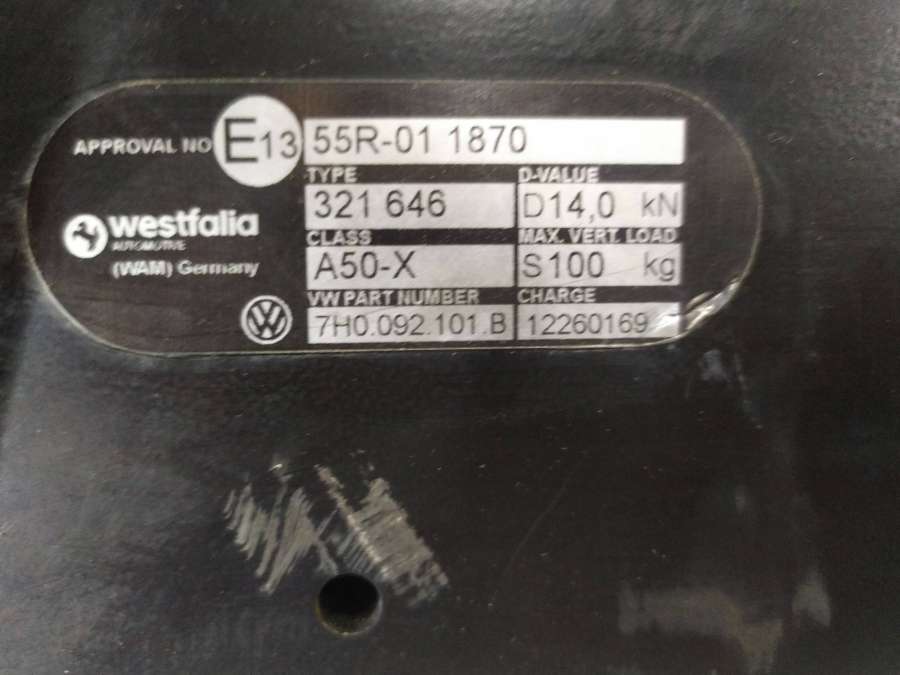 APPROVAL NO E13 55R-01 1870
TYPE D-VALUE
321 646 D14,0 kN
westfalia
AUTOMOTIVE
CLASS MAX. VERT. LOAD
(WAM) Germany A50-X S100 kg
VW PART NUMBER CHARGE
VW 7H0.092.101.B 12260169